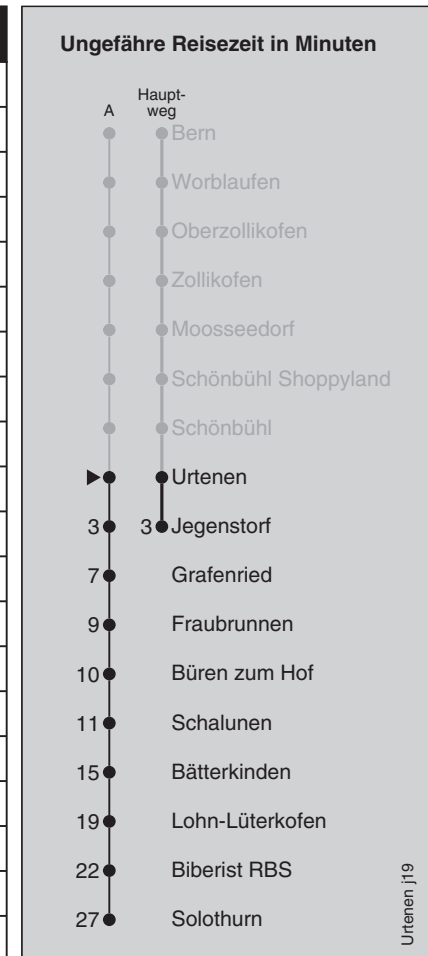 Ungefähre Reisezeit in Minuten
A
Haupt-
weg
Bern
Worblaufen
Oberzollikofen
Zollikofen
Moosseedorf
Schönbühl Shoppyland
Schönbühl
Urtenen
3 3 Jegenstorf
7 Grafenried
9 Fraubrunnen
10 Büren zum Hof
11 Schalunen
15 Bätterkinden
19 Lohn-Lüterkofen
22 Biberist RBS
27 Solothurn
Urtenen j19